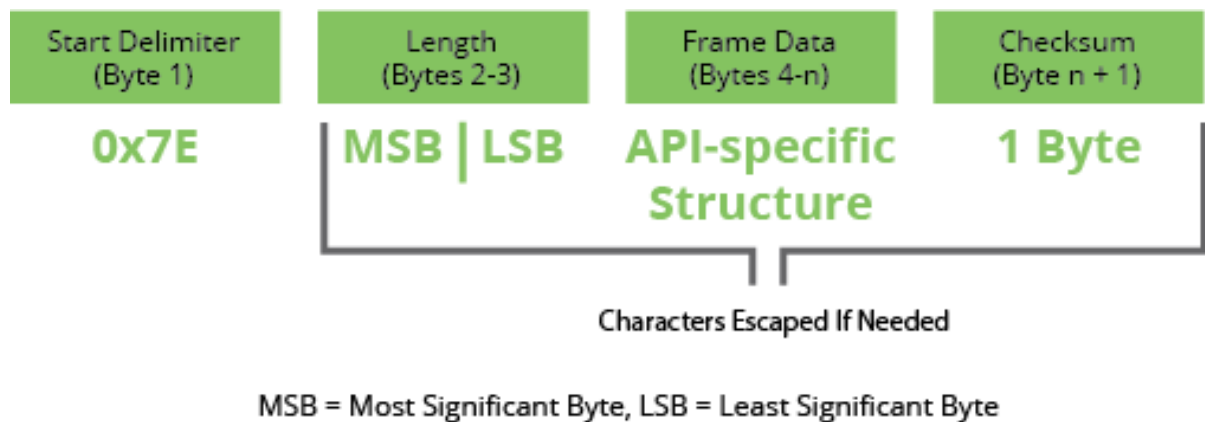 Start Delimiter
(Byte 1)
Length
(Bytes 2-3)
Frame Data
(Bytes 4-n)
Checksum
(Byte n + 1)
0x7E
MSB | LSB
API-specific
Structure
1 Byte
Characters Escaped If Needed
MSB = Most Significant Byte, LSB = Least Significant Byte